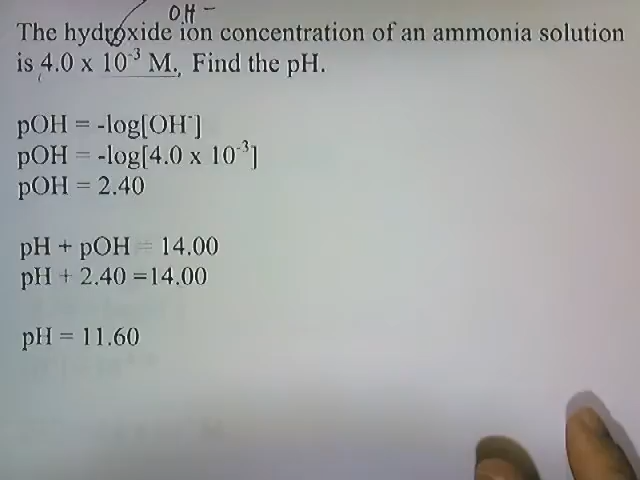 OH -
The hydroxide ion concentration of an ammonia solution
is 4.0 x 10⁻³ M., Find the pH.
pOH = -log[OH⁻]
pOH = -log[4.0 x 10⁻³]
pOH = 2.40
pH + pOH = 14.00
pH + 2.40 =14.00
pH = 11.60